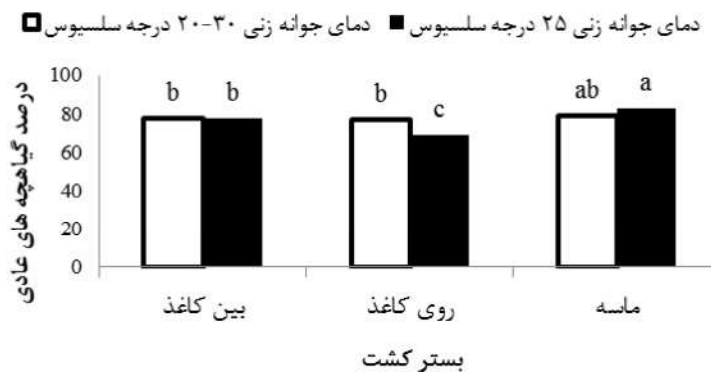 دمای جوانه زنی ۲۵ درجه سلسیوس
دمای جوانه زنی ۳۰-۲۰ درجه سلسیوس
درصد گیاهچه های عادی
100
80
60
40
20
0
b b b c ab a
بین کاغذ روی کاغذ ماسه
بستر کشت